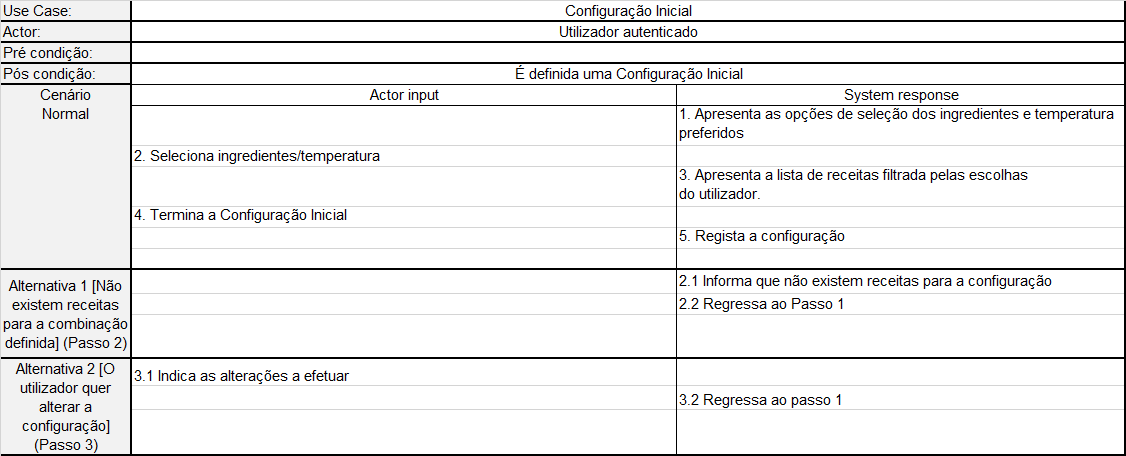 Use Case: Configuração Inicial
Actor: Utilizador autenticado
Pré condição:
Pós condição: É definida uma Configuração Inicial
Cenário
Normal
Actor input System response
1. Apresenta as opções de seleção dos ingredientes e temperatura
preferidos
2. Seleciona ingredientes/temperatura
3. Apresenta a lista de receitas filtrada pelas escolhas
do utilizador.
4. Termina a Configuração Inicial
5. Regista a configuração
Alternativa 1 [Não
existem receitas
para a combinação
definida] (Passo 2)
2.1 Informa que não existem receitas para a configuração
2.2 Regressa ao Passo 1
Alternativa 2 [O
utilizador quer
alterar a
configuração]
(Passo 3)
3.1 Indica as alterações a efetuar
3.2 Regressa ao passo 1